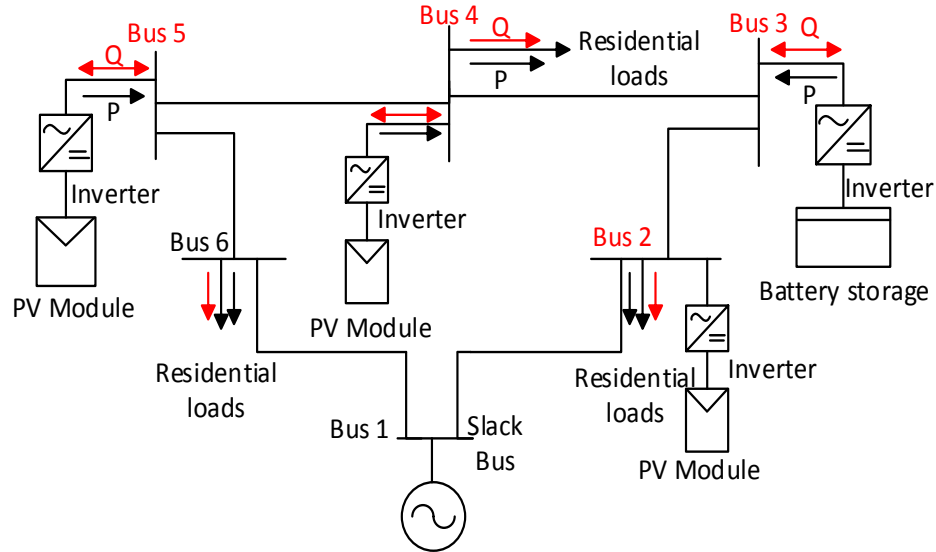 Bus 5
Q
P
Inverter
PV Module
Bus 4
Q
P
Residential
loads
Inverter
PV Module
Bus 3
Q
P
Inverter
Battery storage
Bus 6
Residential
loads
Bus 2
Residential
loads
Inverter
PV Module
Bus 1
Slack
Bus